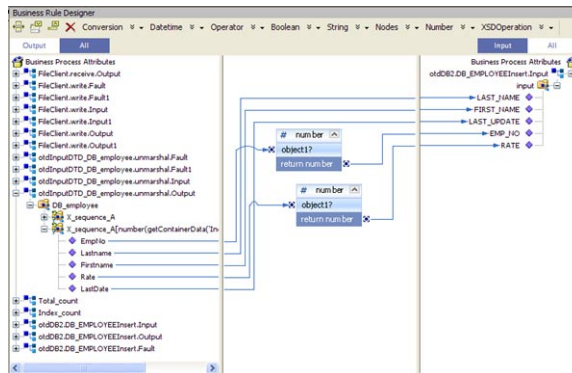 Business Rule Designer
Conversion Datetime Operator Boolean String Nodes Number XSDOperation
Output All Input All
Business Process Attributes
FileClient.receive.Output
FileClient.write.Fault
FileClient.write.Fault1
FileClient.write.Input
FileClient.write.Input1
FileClient.write.Output
FileClient.write.Output1
otdInputDTD_DB_employee.unmarshal.Fault
otdInputDTD_DB_employee.unmarshal.Fault1
otdInputDTD_DB_employee.unmarshal.Input
otdInputDTD_DB_employee.unmarshal.Output
DB_employee
X_sequence_A
X_sequence_A[number(getContainerData('In
EmpNo
Lastname
Firstname
Rate
LastDate
Total_count
Index_count
otdDB2.DB_EMPLOYEEInsert.Input
otdDB2.DB_EMPLOYEEInsert.Output
otdDB2.DB_EMPLOYEEInsert.Fault
# number
object1?
return number
# number
object1?
return number
Business Process Attributes
otdDB2.DB_EMPLOYEEInsert.Input
input
LAST_NAME
FIRST_NAME
LAST_UPDATE
EMP_NO
RATE